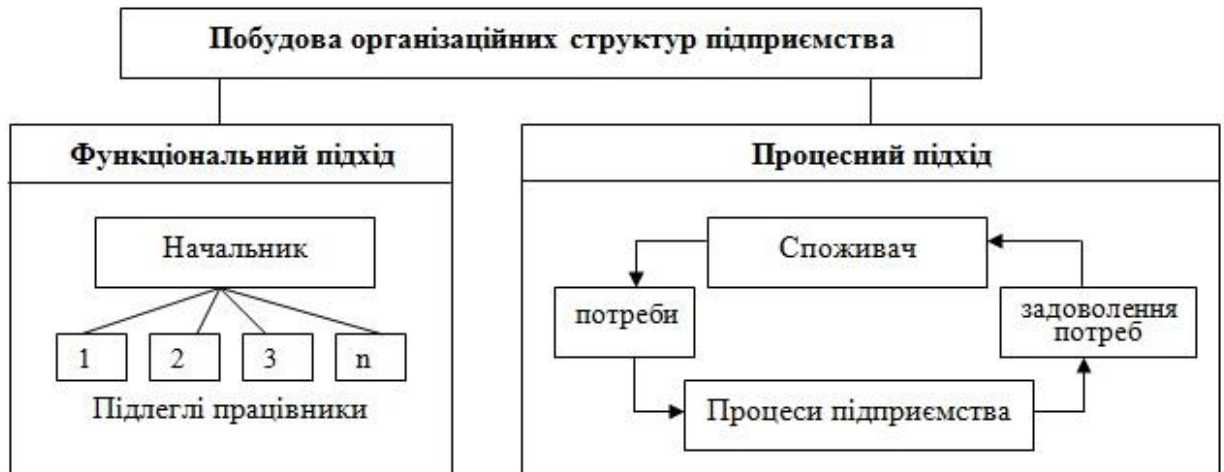 Побудова організаційних структур підприємства
Функціональний підхід
Начальник
1 2 3 n
Підлеглі працівники
Процесний підхід
Споживач
потреби
задоволення
потреб
Процеси підприємства